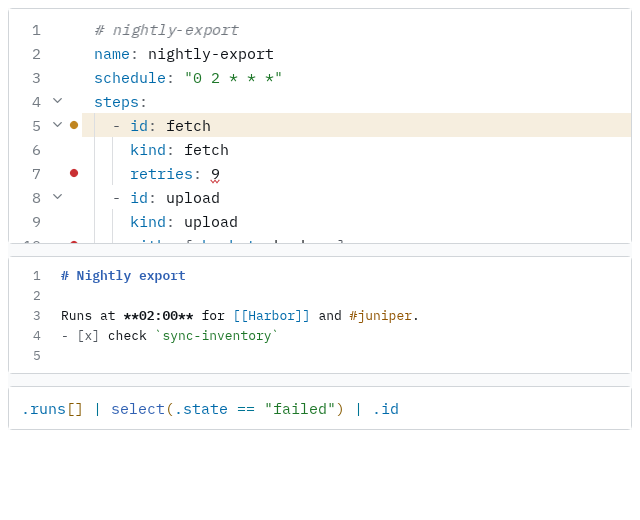 1 # nightly-export
2 name: nightly-export
3 schedule: "0 2 * * *"
4 steps:
5 - id: fetch
6 kind: fetch
7 retries: 9
8 - id: upload
9 kind: upload
1 # Nightly export
2
3 Runs at **02:00** for [[Harbor]] and #juniper.
4 - [x] check `sync-inventory`
5
.runs[] | select(.state == "failed") | .id